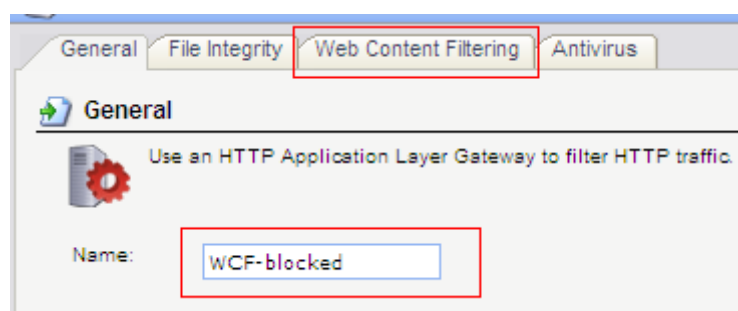 General File Integrity Web Content Filtering Antivirus
General
Use an HTTP Application Layer Gateway to filter HTTP traffic.
Name: WCF-blocked